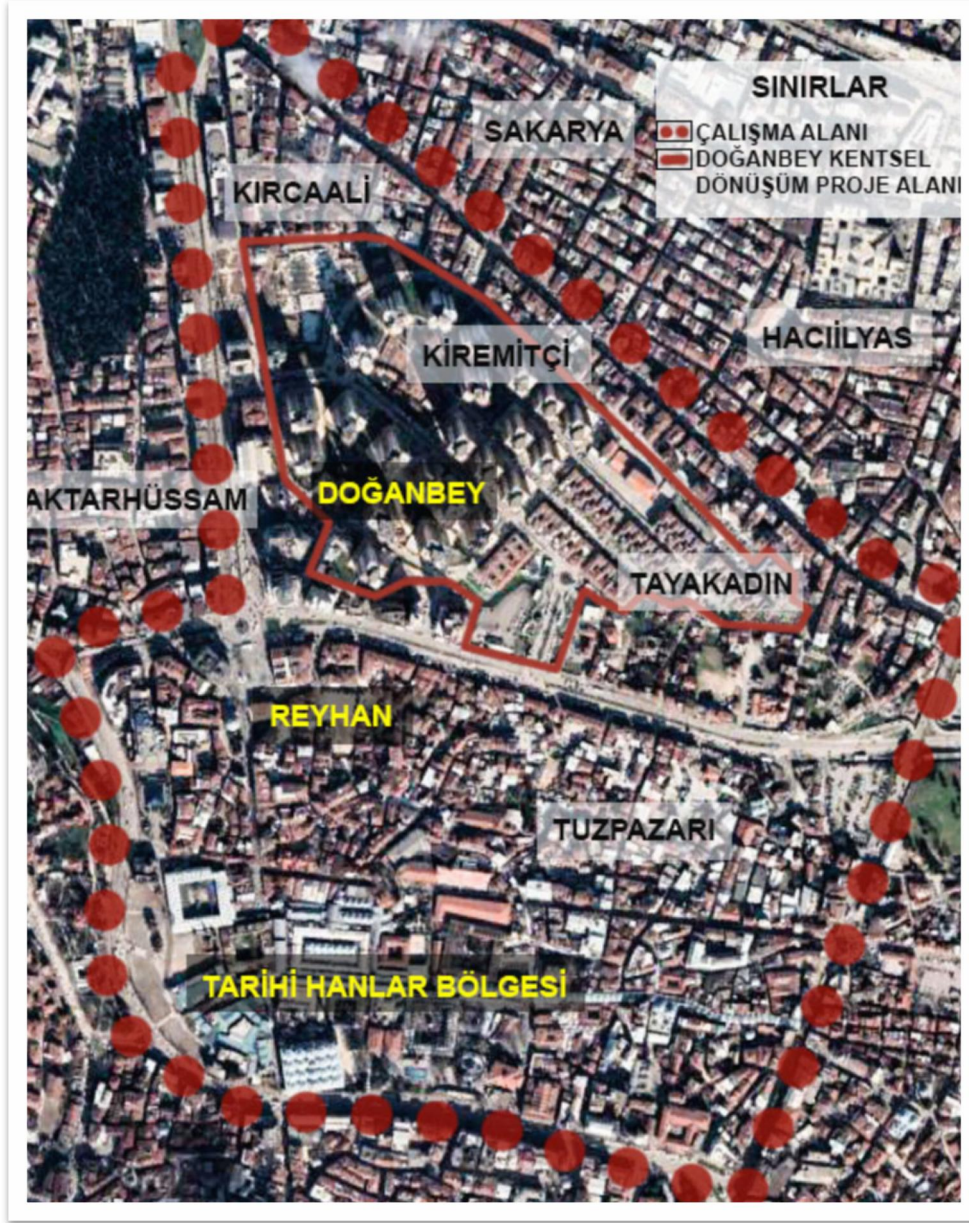 SINIRLAR
ÇALIŞMA ALANI
DOĞANBEY KENTSEL
DÖNÜŞÜM PROJE ALANI
SAKARYA
KIRCAALİ
HACIİLYAS
KİREMİTÇİ
DOĞANBEY
AKTARHÜSSAM
TAYAKADIN
REYHAN
TUZPAZARI
TARİHİ HANLAR BÖLGESİ